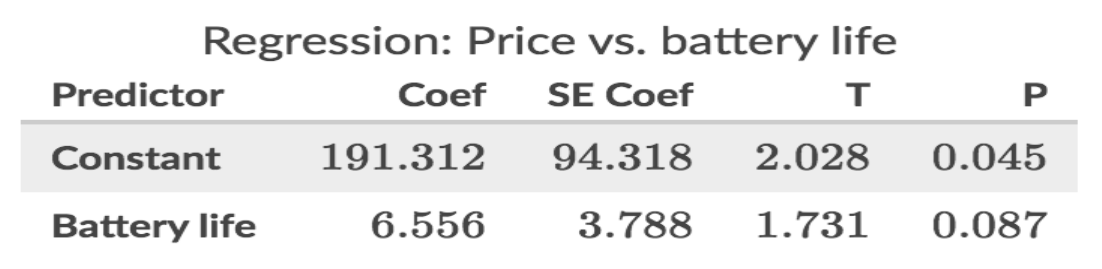 Regression: Price vs. battery life
Predictor Coef SE Coef T P
Constant 191.312 94.318 2.028 0.045
Battery life 6.556 3.788 1.731 0.087